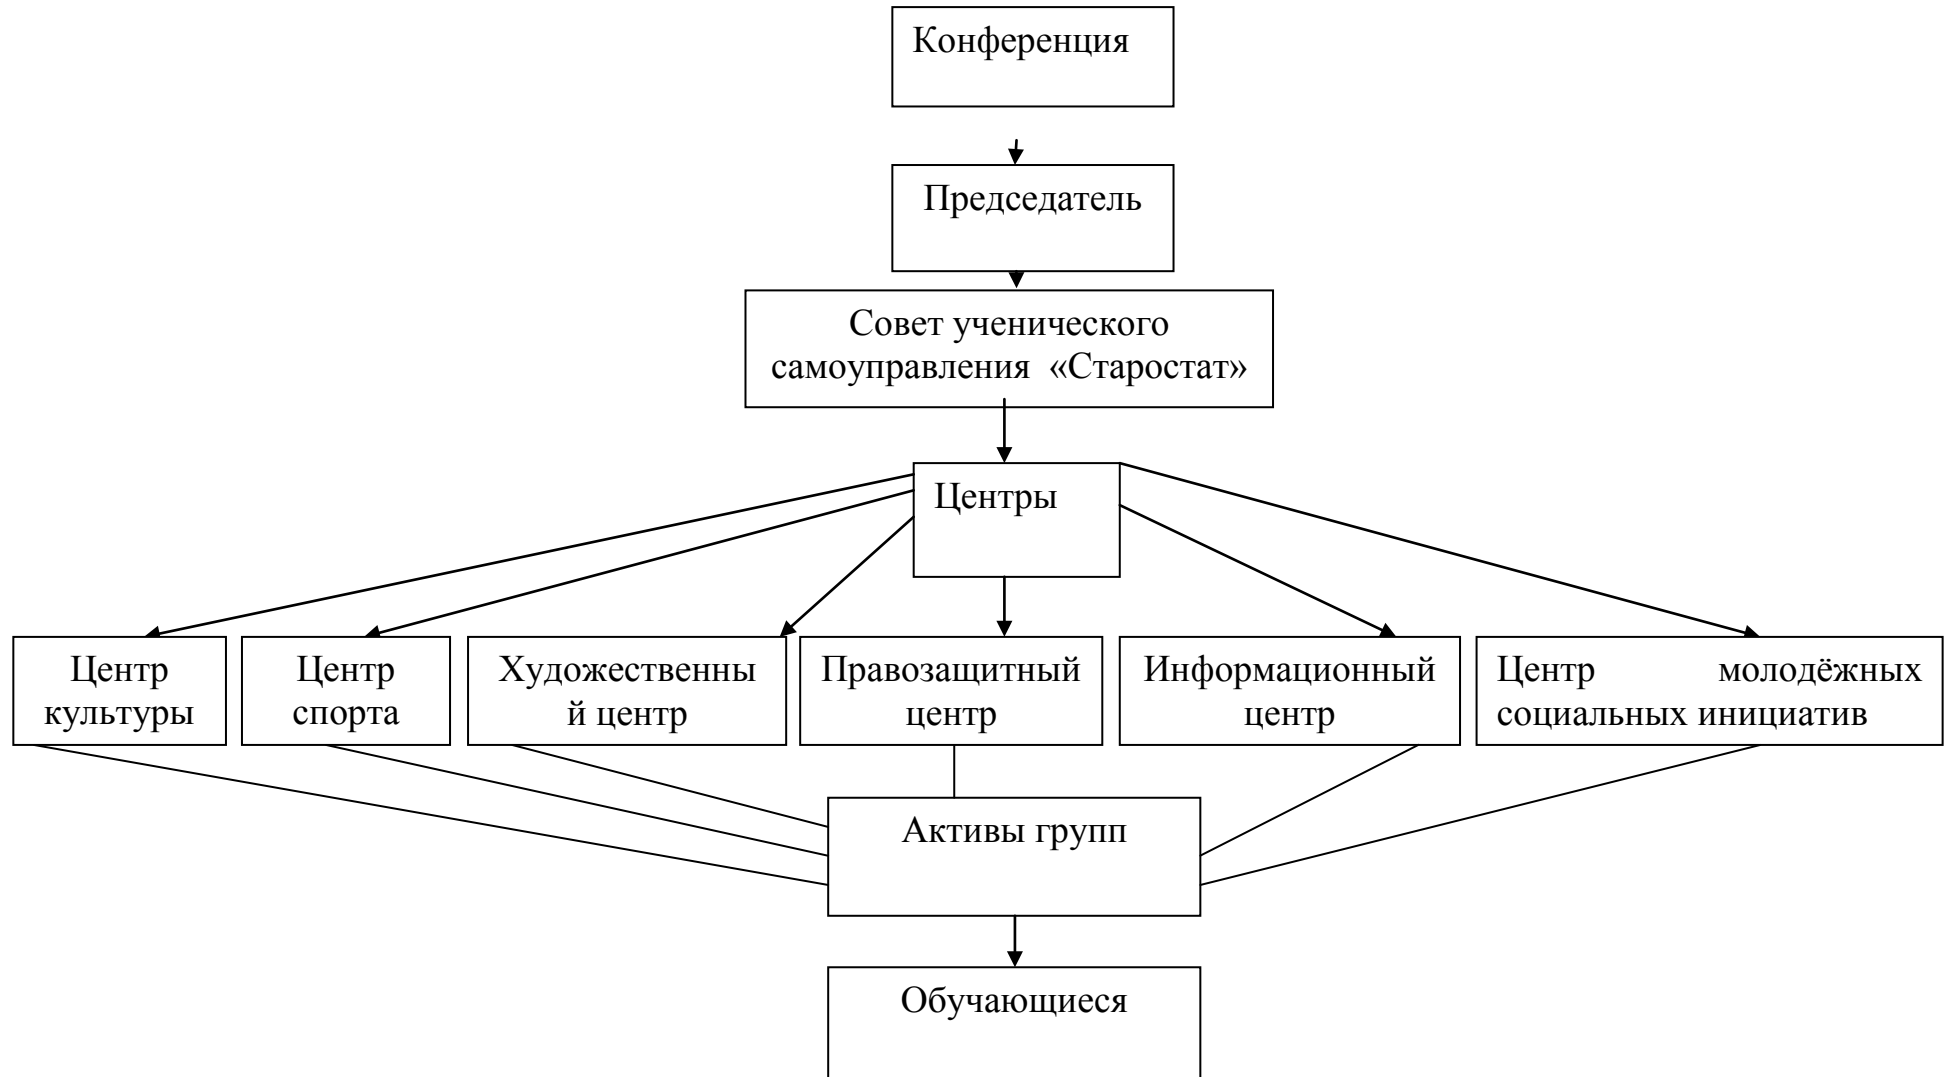 Конференция
Председатель
Совет ученического
самоуправления «Старостат»
Центры
Центр
культуры
Центр
спорта
Художественны
й центр
Правозащитный
центр
Информационный
центр
Центр молодёжных
социальных инициатив
Активы групп
Обучающиеся